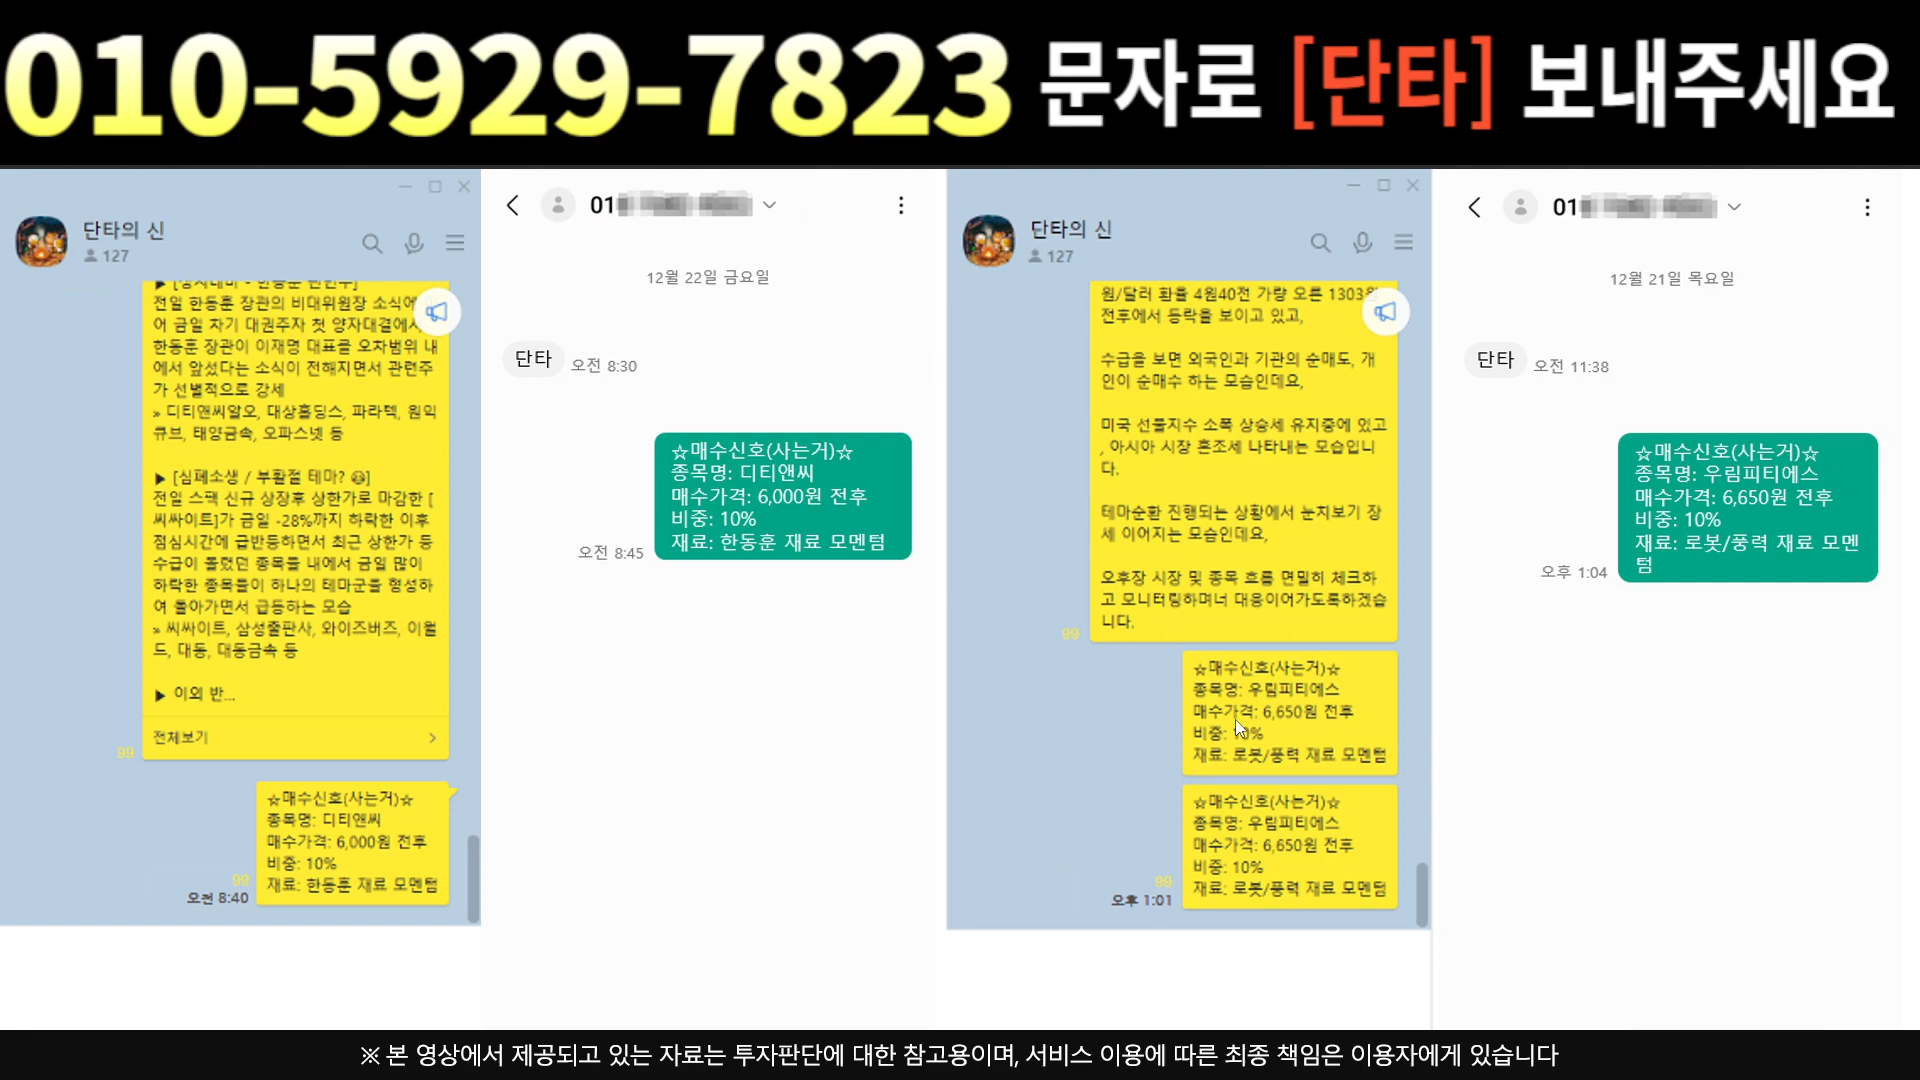 010-5929-7823 문자로 [단타] 보내주세요
단타의 신
127
전일 한동훈 장관의 비대위원장 소식에
어 금일 차기 대권주자 첫 양자대결에서
한동훈 장관이 이재명 대표를 오차범위 내
에서 앞섰다는 소식이 전해지면서 관련주
가 선별적으로 강세
» 디티앤씨알오, 대상홀딩스, 파라텍, 원익
큐브, 태양금속, 오파스넷 등
▶ [심폐소생 / 부활절 테마? 😃]
전일 스팩 신규 상장후 상한가로 마감한 [
씨싸이트]가 금일 -28%까지 하락한 이후
점심시간에 급반등하면서 최근 상한가 등
수급이 몰렸던 종목들 내에서 금일 많이
하락한 종목들이 하나의 테마군을 형성하
여 돌아가면서 급등하는 모습
» 씨싸이트, 삼성출판사, 와이즈버즈, 이월
드, 대동, 대동금속 등
▶ 이외 반...
전체보기
99
☆매수신호(사는거)☆
종목명: 디티앤씨
매수가격: 6,000원 전후
비중: 10%
재료: 한동훈 재료 모멘텀
99
오전 8:40
01
12월 22일 금요일
단타
오전 8:30
☆매수신호(사는거)☆
종목명: 디티앤씨
매수가격: 6,000원 전후
비중: 10%
재료: 한동훈 재료 모멘텀
오전 8:45
단타의 신
127
원/달러 환율 4원40전 가량 오른 1303원
전후에서 등락을 보이고 있고,
수급을 보면 외국인과 기관의 순매도, 개
인이 순매수 하는 모습인데요,
미국 선물지수 소폭 상승세 유지중에 있고
, 아시아 시장 혼조세 나타내는 모습입니
다.
테마순환 진행되는 상황에서 눈치보기 장
세 이어지는 모습인데요,
오후장 시장 및 종목 흐름 면밀히 체크하
고 모니터링하며너 대응이어가도록하겠습
니다.
99
☆매수신호(사는거)☆
종목명: 우림피티에스
매수가격: 6,650원 전후
비중: 10%
재료: 로봇/풍력 재료 모멘텀
☆매수신호(사는거)☆
종목명: 우림피티에스
매수가격: 6,650원 전후
비중: 10%
재료: 로봇/풍력 재료 모멘텀
99
오후 1:01
01
12월 21일 목요일
단타
오전 11:38
☆매수신호(사는거)☆
종목명: 우림피티에스
매수가격: 6,650원 전후
비중: 10%
재료: 로봇/풍력 재료 모멘
텀
오후 1:04
※ 본 영상에서 제공되고 있는 자료는 투자판단에 대한 참고용이며, 서비스 이용에 따른 최종 책임은 이용자에게 있습니다